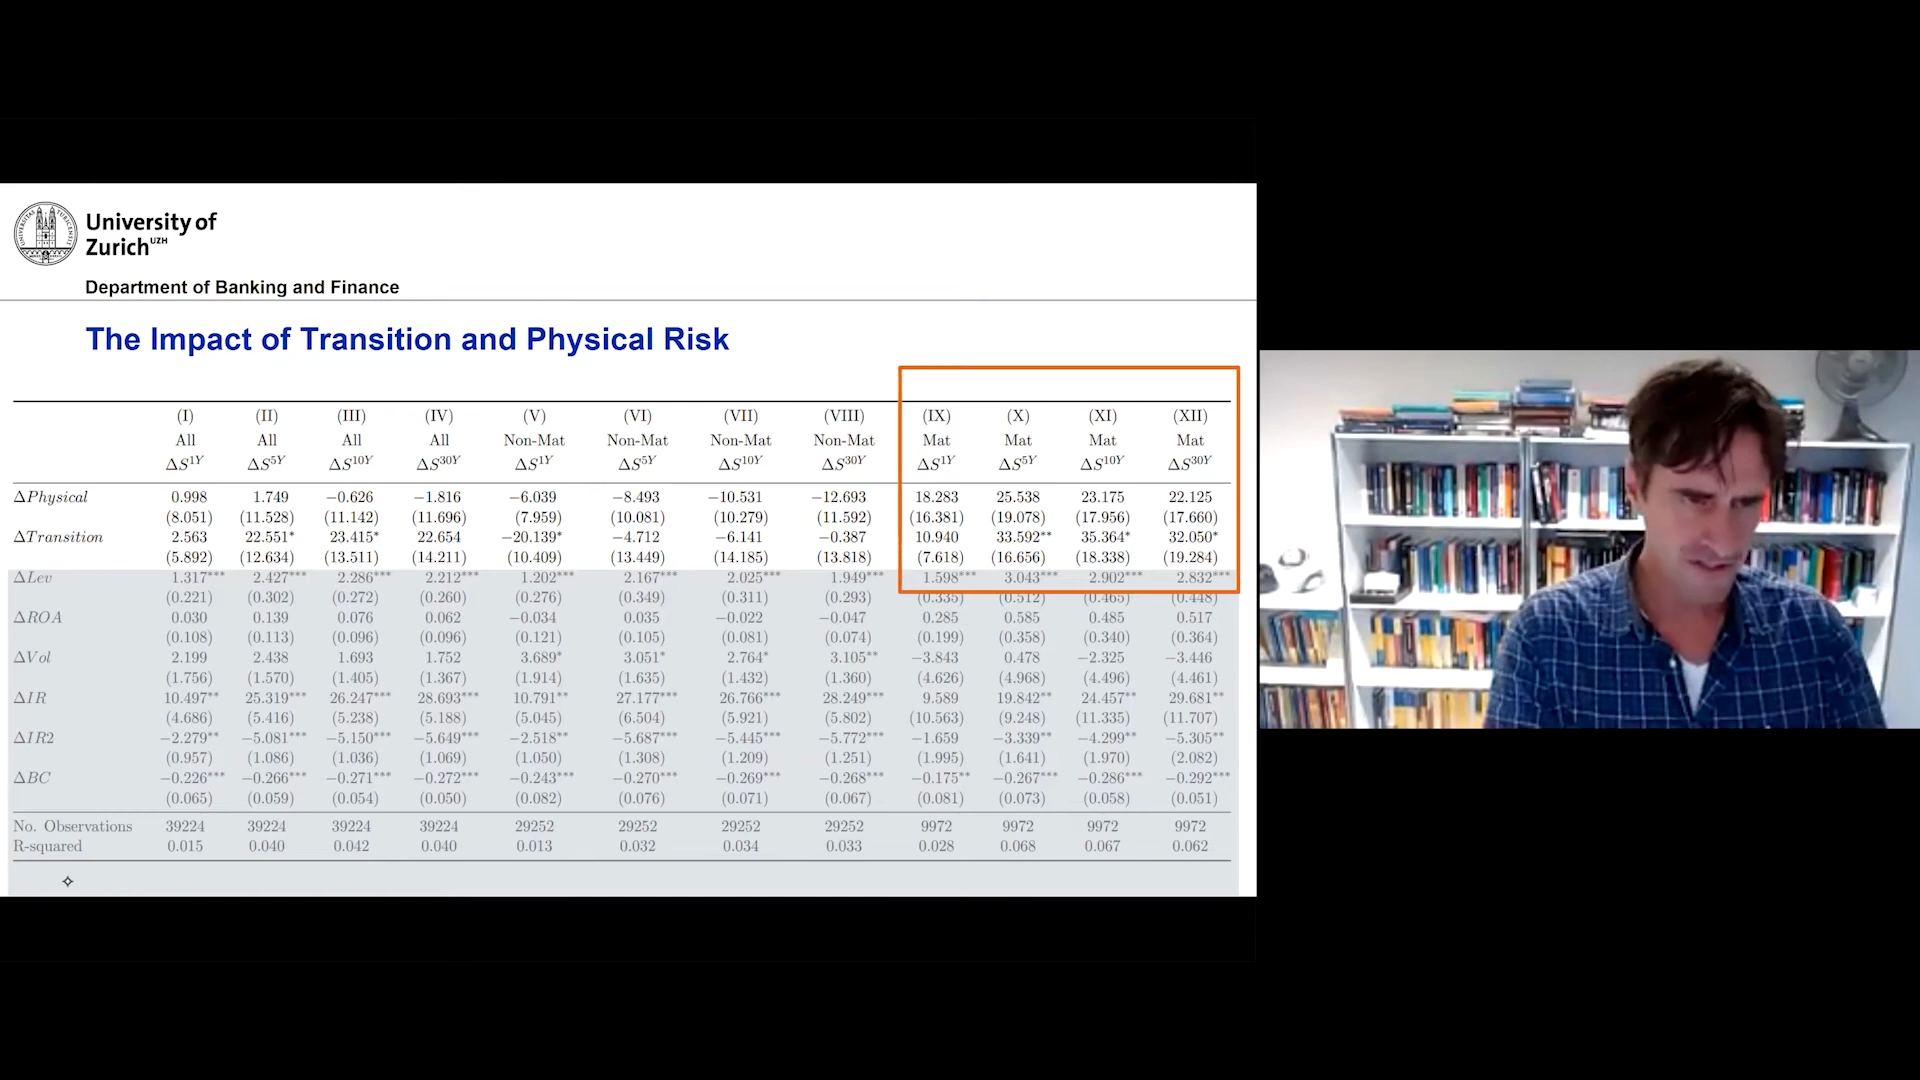 University of
Zurich UZH
Department of Banking and Finance
The Impact of Transition and Physical Risk
(I) (II) (III) (IV) (V) (VI) (VII) (VIII) (IX) (X) (XI) (XII)
All All All All Non-Mat Non-Mat Non-Mat Non-Mat Mat Mat Mat Mat
ΔS1Y ΔS5Y ΔS10Y ΔS30Y ΔS1Y ΔS5Y ΔS10Y ΔS30Y ΔS1Y ΔS5Y ΔS10Y ΔS30Y
ΔPhysical 0.998 1.749 −0.626 −1.816 −6.039 −8.493 −10.531 −12.693 18.283 25.538 23.175 22.125
(8.051) (11.528) (11.142) (11.696) (7.959) (10.081) (10.279) (11.592) (16.381) (19.078) (17.956) (17.660)
ΔTransition 2.563 22.551* 23.415* 22.654 −20.139* −4.712 −6.141 −0.387 10.940 33.592** 35.364* 32.050*
(5.892) (12.634) (13.511) (14.211) (10.409) (13.449) (14.185) (13.818) (7.618) (16.656) (18.338) (19.284)
ΔLev 1.317*** 2.427*** 2.286*** 2.212*** 1.202*** 2.167*** 2.025*** 1.949*** 1.598*** 3.043*** 2.902*** 2.832***
(0.221) (0.302) (0.272) (0.260) (0.276) (0.349) (0.311) (0.293) (0.335) (0.512) (0.465) (0.448)
ΔROA 0.030 0.139 0.076 0.062 −0.034 0.035 −0.022 −0.047 0.285 0.585 0.485 0.517
(0.108) (0.113) (0.096) (0.096) (0.121) (0.105) (0.081) (0.074) (0.199) (0.358) (0.340) (0.364)
ΔVol 2.199 2.438 1.693 1.752 3.689* 3.051* 2.764* 3.105** −3.843 0.478 −2.325 −3.446
(1.756) (1.570) (1.405) (1.367) (1.914) (1.635) (1.432) (1.360) (4.626) (4.968) (4.496) (4.461)
ΔIR 10.497** 25.319*** 26.247*** 28.693*** 10.791** 27.177*** 26.766*** 28.249*** 9.589 19.842** 24.457** 29.681**
(4.686) (5.416) (5.238) (5.188) (5.045) (6.504) (5.921) (5.802) (10.563) (9.248) (11.335) (11.707)
ΔIR2 −2.279** −5.081*** −5.150*** −5.649*** −2.518** −5.687*** −5.445*** −5.772*** −1.659 −3.339** −4.299** −5.305**
(0.957) (1.086) (1.036) (1.069) (1.050) (1.308) (1.209) (1.251) (1.995) (1.641) (1.970) (2.082)
ΔBC −0.226*** −0.266*** −0.271*** −0.272*** −0.243*** −0.270*** −0.269*** −0.268*** −0.175** −0.267*** −0.286*** −0.292***
(0.065) (0.059) (0.054) (0.050) (0.082) (0.076) (0.071) (0.067) (0.081) (0.073) (0.058) (0.051)
No. Observations 39224 39224 39224 39224 29252 29252 29252 29252 9972 9972 9972 9972
R-squared 0.015 0.040 0.042 0.040 0.013 0.032 0.034 0.033 0.028 0.068 0.067 0.062